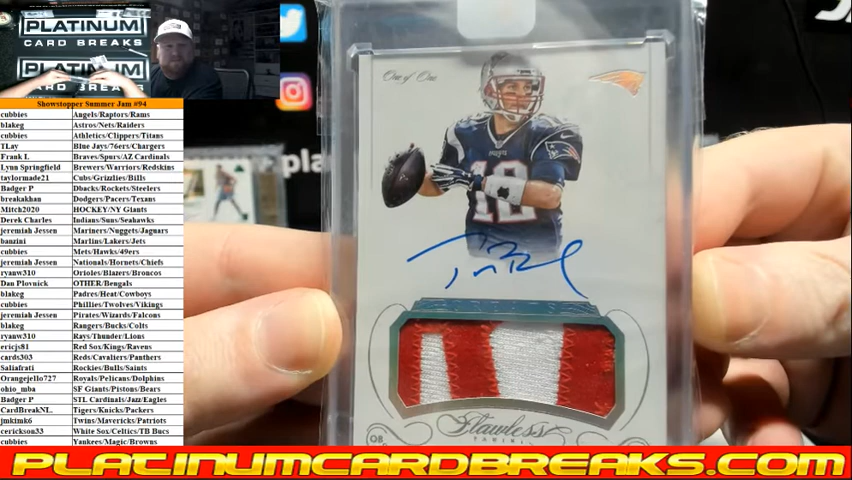 PLATINUM
CARD BREAKS
PLATINUM
Showstopper Summer Jam #94
cubbies Angels/Raptors/Rams
blakeg Astros/Nets/Raiders
cubbies Athletics/Clippers/Titans
TLay Blue Jays/76ers/Chargers
Frank L Braves/Spurs/AZ Cardinals
Lynn Springfield Brewers/Warriors/Redskins
taylormade21 Cubs/Grizzlies/Bills
Badger P Dbacks/Rockets/Steelers
breakahan Dodgers/Pacers/Texans
Mitch2020 HOCKEY/NY Giants
Derek Charles Indians/Suns/Seahawks
jeremiah Jessen Mariners/Nuggets/Jaguars
banzini Marlins/Lakers/Jets
cubbies Mets/Hawks/49ers
jeremiah Jessen Nationals/Hornets/Chiefs
ryanw310 Orioles/Blazers/Broncos
Dan Plovnick OTHER/Bengals
blakeg Padres/Heat/Cowboys
cubbies Phillies/Twolves/Vikings
jeremiah Jessen Pirates/Wizards/Falcons
blakeg Rangers/Bucks/Colts
ryanw310 Rays/Thunder/Lions
ericjs81 Red Sox/Kings/Ravens
cards303 Reds/Cavaliers/Panthers
Saliafrati Rockies/Bulls/Saints
Orangejello727 Royals/Pelicans/Dolphins
ohio_mba SF Giants/Pistons/Bears
Badger P STL Cardinals/Jazz/Eagles
CardBreakNL Tigers/Knicks/Packers
jmkimk6 Twins/Mavericks/Patriots
cerickson33 White Sox/Celtics/TB Bucs
cubbies Yankees/Magic/Browns
One of One
12
Flawless
PANINI
QB
PLATINUMCARDBREAKS.COM